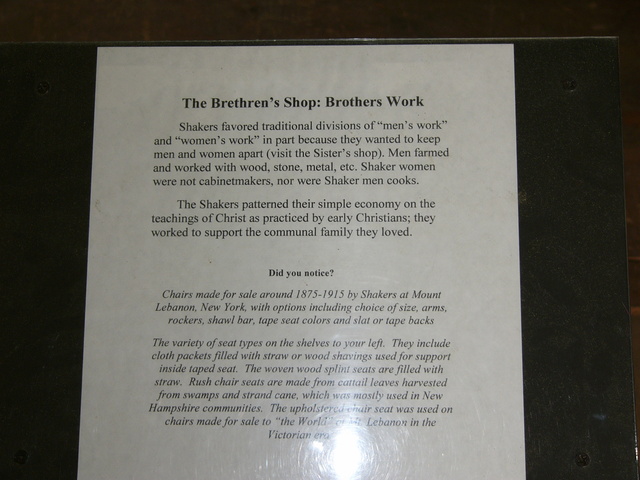 The Brethren's Shop: Brothers Work
Shakers favored traditional divisions of "men's work"
and "women's work" in part because they wanted to keep
men and women apart (visit the Sister's shop). Men farmed
and worked with wood, stone, metal, etc. Shaker women
were not cabinetmakers, nor were Shaker men cooks.
The Shakers patterned their simple economy on the
teachings of Christ as practiced by early Christians; they
worked to support the communal family they loved.
Did you notice?
Chairs made for sale around 1875-1915 by Shakers at Mount
Lebanon, New York, with options including choice of size, arms,
rockers, shawl bar, tape seat colors and slat or tape backs
The variety of seat types on the shelves to your left. They include
cloth packets filled with straw or wood shavings used for support
inside taped seat. The woven wood splint seats are filled with
straw. Rush chair seats are made from cattail leaves harvested
from swamps and strand cane, which was mostly used in New
Hampshire communities. The upholstered chair seat was used on
chairs made for sale to "the World" at Mt. Lebanon in the
Victorian era